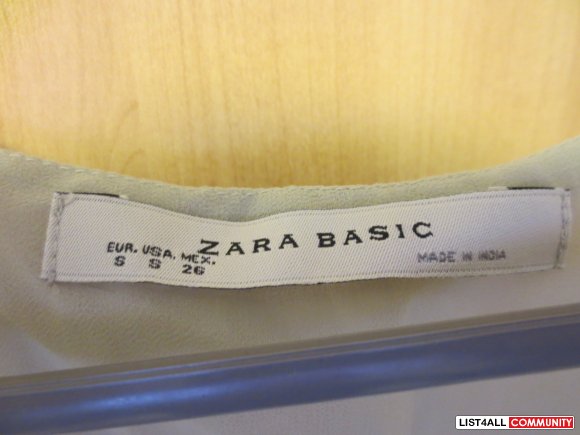 ZARA BASIC
EUR. USA. MEX.
S S 26
MADE IN INDIA
LIST4ALL COMMUNITY